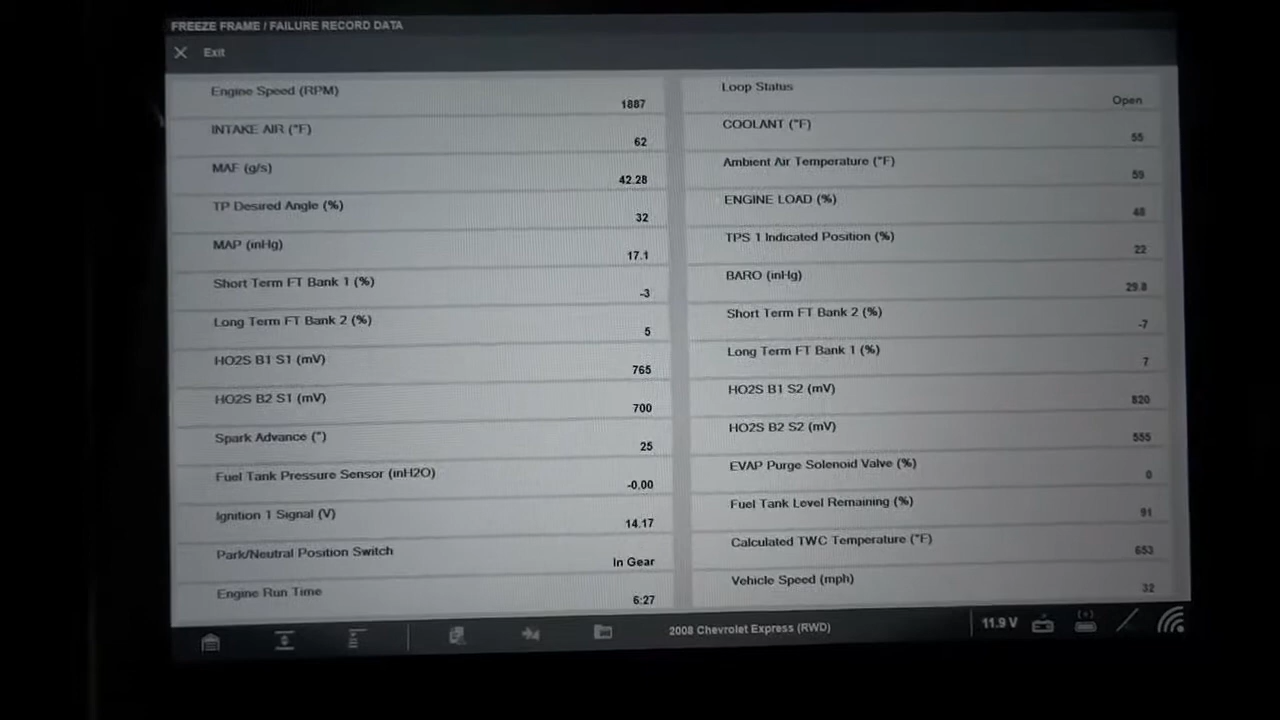 FREEZE FRAME / FAILURE RECORD DATA
Exit
Engine Speed (RPM)
1887
Loop Status
Open
INTAKE AIR (°F)
62
COOLANT (°F)
55
MAF (g/s)
42.28
Ambient Air Temperature (°F)
59
TP Desired Angle (%)
32
ENGINE LOAD (%)
48
MAP (inHg)
17.1
TPS 1 Indicated Position (%)
22
Short Term FT Bank 1 (%)
-3
BARO (inHg)
29.8
Long Term FT Bank 2 (%)
5
Short Term FT Bank 2 (%)
-7
HO2S B1 S1 (mV)
765
Long Term FT Bank 1 (%)
7
HO2S B2 S1 (mV)
700
HO2S B1 S2 (mV)
820
Spark Advance (°)
25
HO2S B2 S2 (mV)
555
Fuel Tank Pressure Sensor (inH2O)
-0.00
EVAP Purge Solenoid Valve (%)
0
Ignition 1 Signal (V)
14.17
Fuel Tank Level Remaining (%)
91
Park/Neutral Position Switch
In Gear
Calculated TWC Temperature (°F)
653
Engine Run Time
6:27
Vehicle Speed (mph)
32
2008 Chevrolet Express (RWD)
11.9 V